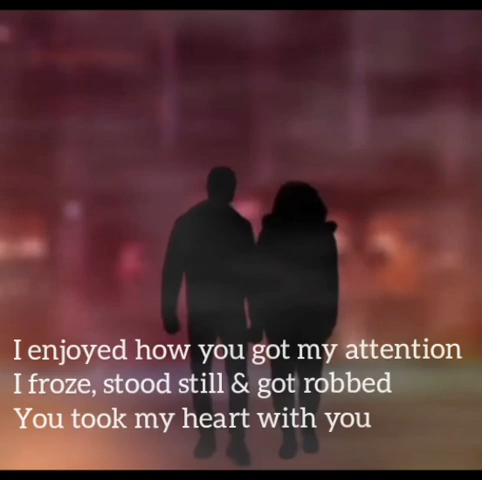 I enjoyed how you got my attention
I froze, stood still & got robbed
You took my heart with you